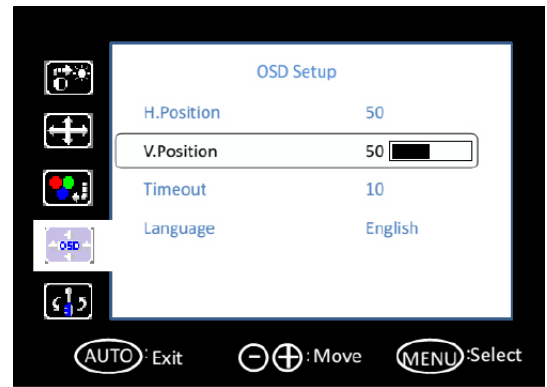 OSD Setup
H.Position 50
V.Position 50
Timeout 10
Language English
OSD
AUTO : Exit - + : Move MENU :Select